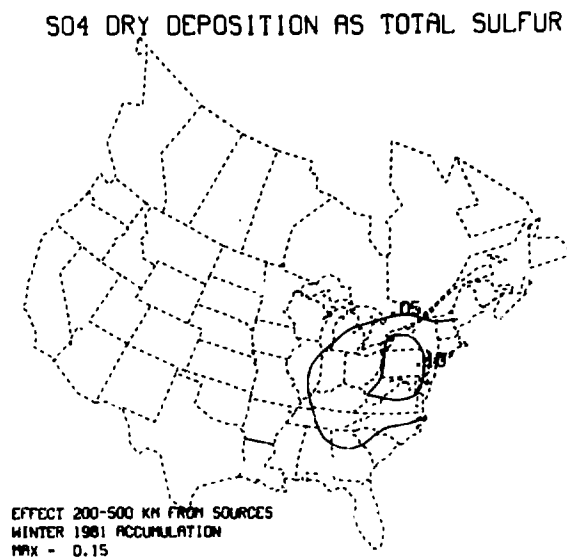 SO4 DRY DEPOSITION AS TOTAL SULFUR
.05
.10
EFFECT 200-500 KM FROM SOURCES
WINTER 1981 ACCUMULATION
MAX - 0.15